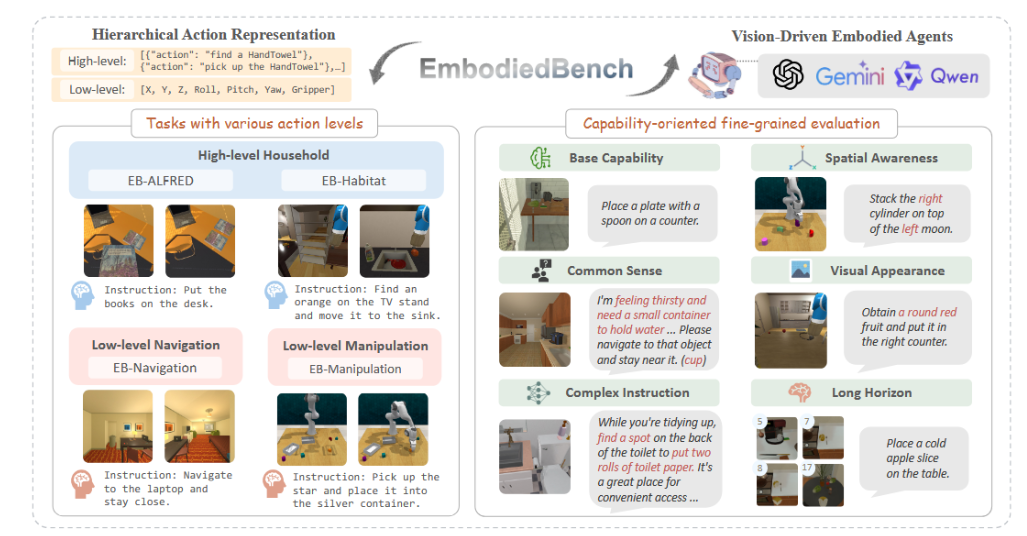 Hierarchical Action Representation
High-level:
[{"action": "find a HandTowel"},
{"action": "pick up the HandTowel"},…]
Low-level:
[X, Y, Z, Roll, Pitch, Yaw, Gripper]
EmbodiedBench
Vision-Driven Embodied Agents
Gemini
Qwen
Tasks with various action levels
High-level Household
EB-ALFRED
EB-Habitat
Instruction: Put the
books on the desk.
Instruction: Find an
orange on the TV stand
and move it to the sink.
Low-level Navigation
EB-Navigation
Low-level Manipulation
EB-Manipulation
Instruction: Navigate
to the laptop and
stay close.
Instruction: Pick up the
star and place it into
the silver container.
Capability-oriented fine-grained evaluation
Base Capability
Place a plate with a
spoon on a counter.
Spatial Awareness
Stack the right
cylinder on top
of the left moon.
Common Sense
I'm feeling thirsty and
need a small container
to hold water ... Please
navigate to that object
and stay near it. (cup)
Visual Appearance
Obtain a round red
fruit and put it in
the right counter.
Complex Instruction
While you're tidying up,
find a spot on the back
of the toilet to put two
rolls of toilet paper. It's
a great place for
convenient access ...
Long Horizon
5
7
8
17
Place a cold
apple slice
on the table.